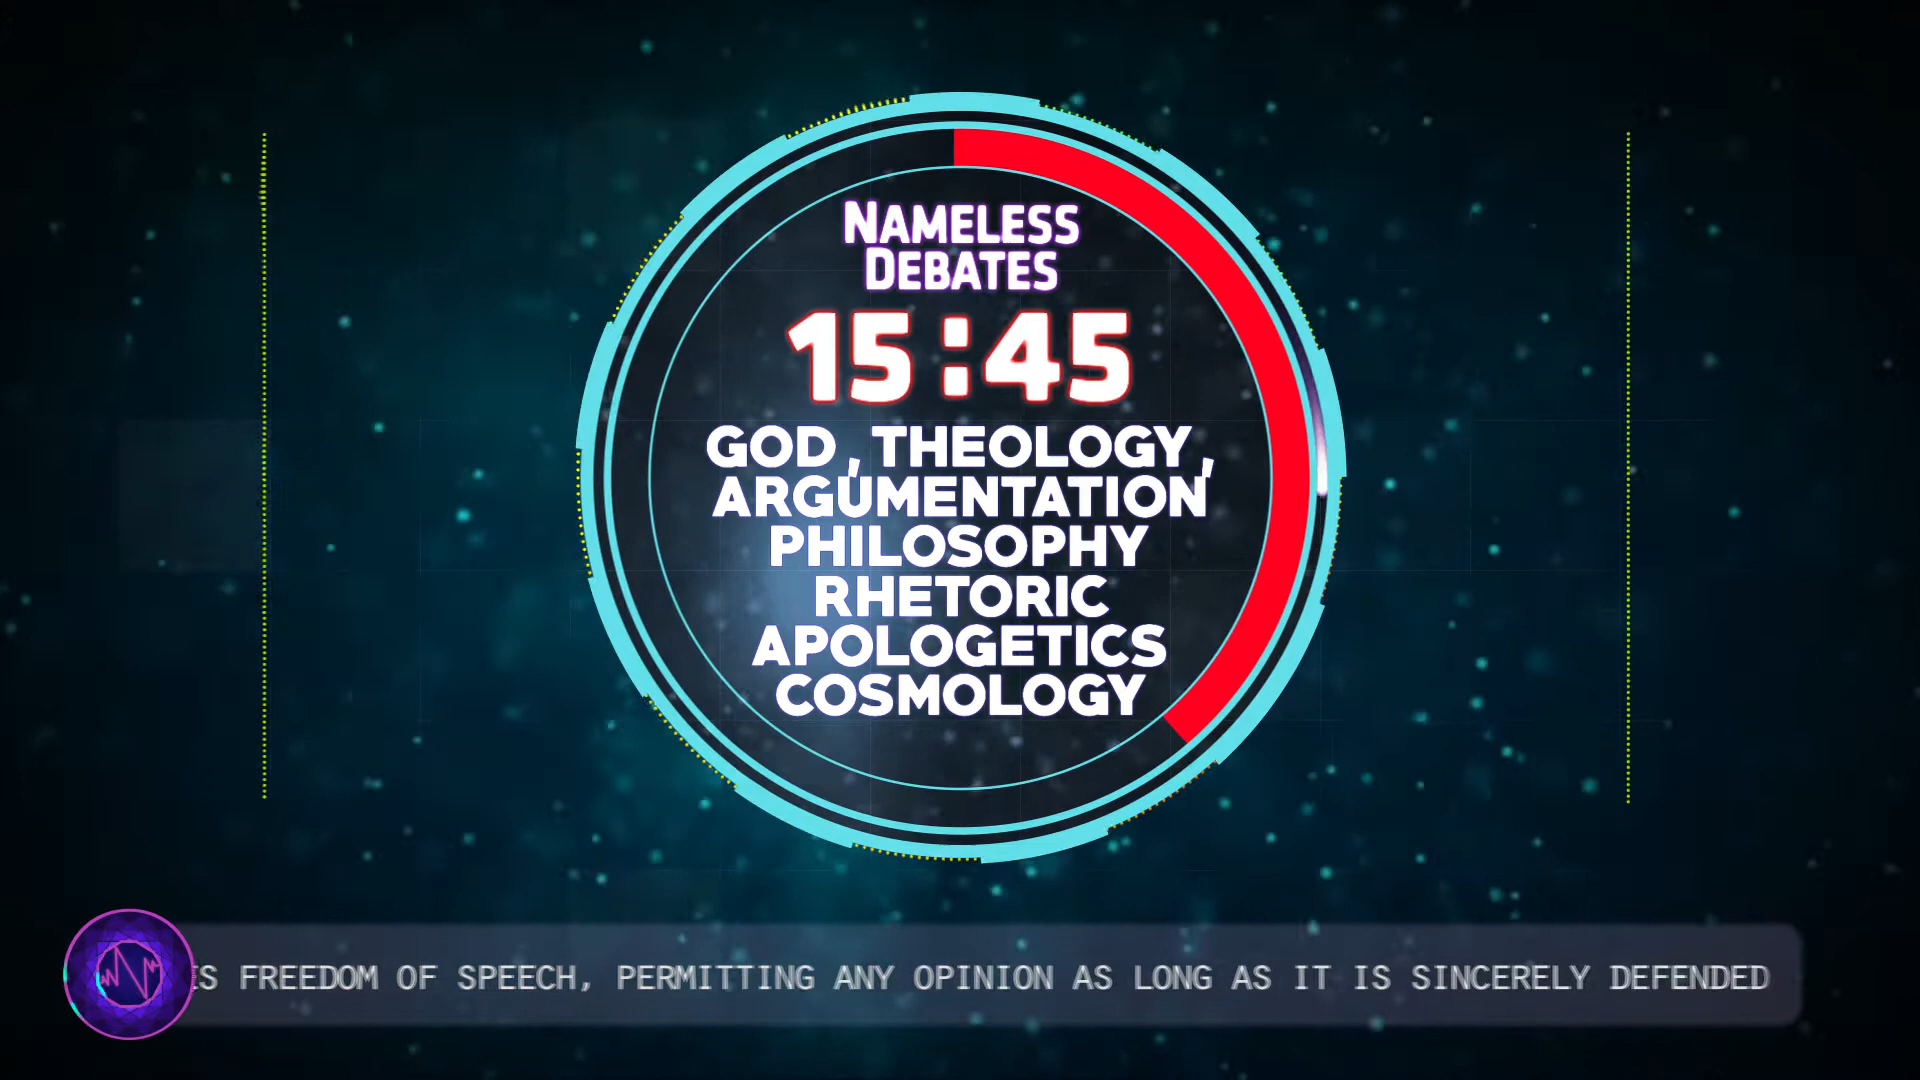 NAMELESS
DEBATES
15:45
GOD, THEOLOGY,
ARGUMENTATION
PHILOSOPHY
RHETORIC
APOLOGETICS
COSMOLOGY
FREEDOM OF SPEECH, PERMITTING ANY OPINION AS LONG AS IT IS SINCERELY DEFENDED